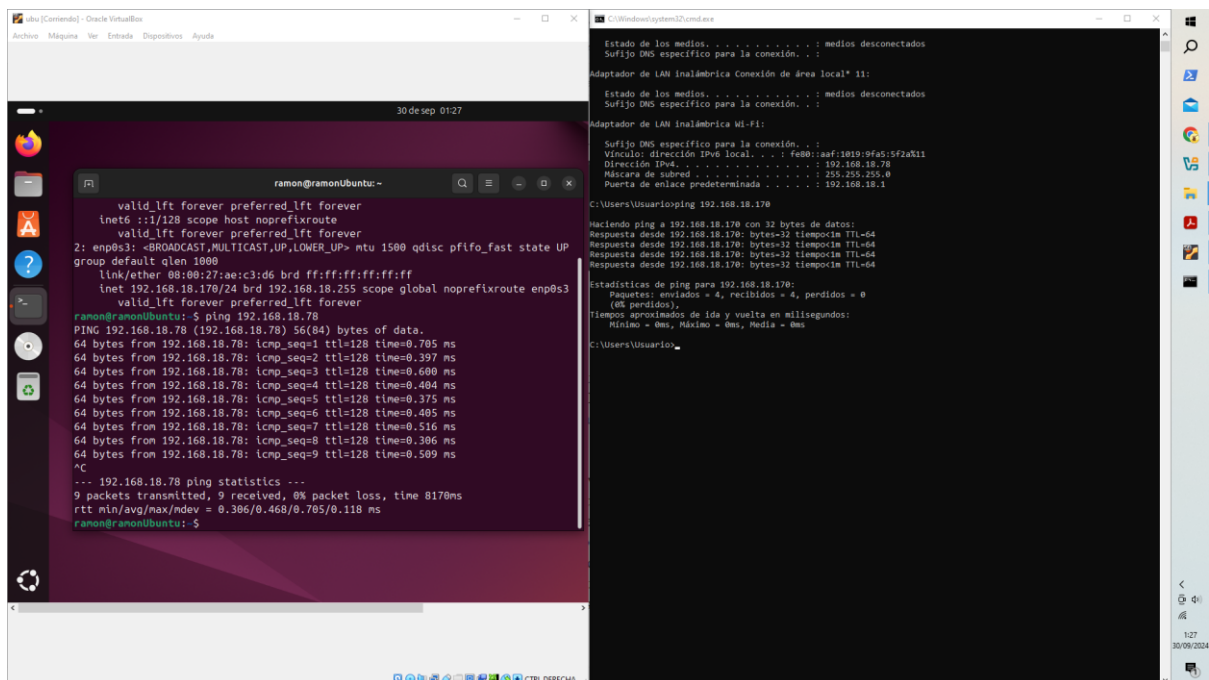 ubu [Corriendo] - Oracle VirtualBox
Archivo Máquina Ver Entrada Dispositivos Ayuda
30 de sep 01:27
ramon@ramonUbuntu: ~
valid_lft forever preferred_lft forever
inet6 ::1/128 scope host noprefixroute
valid_lft forever preferred_lft forever
2: enp0s3: <BROADCAST,MULTICAST,UP,LOWER_UP> mtu 1500 qdisc pfifo_fast state UP
group default qlen 1000
link/ether 08:00:27:ae:c3:d6 brd ff:ff:ff:ff:ff:ff
inet 192.168.18.170/24 brd 192.168.18.255 scope global noprefixroute enp0s3
valid_lft forever preferred_lft forever
ramon@ramonUbuntu:~$ ping 192.168.18.78
PING 192.168.18.78 (192.168.18.78) 56(84) bytes of data.
64 bytes from 192.168.18.78: icmp_seq=1 ttl=128 time=0.705 ms
64 bytes from 192.168.18.78: icmp_seq=2 ttl=128 time=0.397 ms
64 bytes from 192.168.18.78: icmp_seq=3 ttl=128 time=0.600 ms
64 bytes from 192.168.18.78: icmp_seq=4 ttl=128 time=0.404 ms
64 bytes from 192.168.18.78: icmp_seq=5 ttl=128 time=0.375 ms
64 bytes from 192.168.18.78: icmp_seq=6 ttl=128 time=0.405 ms
64 bytes from 192.168.18.78: icmp_seq=7 ttl=128 time=0.516 ms
64 bytes from 192.168.18.78: icmp_seq=8 ttl=128 time=0.306 ms
64 bytes from 192.168.18.78: icmp_seq=9 ttl=128 time=0.509 ms
^C
--- 192.168.18.78 ping statistics ---
9 packets transmitted, 9 received, 0% packet loss, time 8170ms
rtt min/avg/max/mdev = 0.306/0.468/0.705/0.118 ms
ramon@ramonUbuntu:~$
CTRL DERECHA
C:\Windows\system32\cmd.exe
Estado de los medios. . . . . . . . . . . : medios desconectados
Sufijo DNS específico para la conexión. . :
Adaptador de LAN inalámbrica Conexión de área local* 11:
Estado de los medios. . . . . . . . . . . : medios desconectados
Sufijo DNS específico para la conexión. . :
Adaptador de LAN inalámbrica Wi-Fi:
Sufijo DNS específico para la conexión. . :
Vínculo: dirección IPv6 local. . . : fe80::aaf:1019:9fa5:5f2a%11
Dirección IPv4. . . . . . . . . . . . . . : 192.168.18.78
Máscara de subred . . . . . . . . . . . . : 255.255.255.0
Puerta de enlace predeterminada . . . . . : 192.168.18.1
C:\Users\Usuario>ping 192.168.18.170
Haciendo ping a 192.168.18.170 con 32 bytes de datos:
Respuesta desde 192.168.18.170: bytes=32 tiempo<1m TTL=64
Respuesta desde 192.168.18.170: bytes=32 tiempo<1m TTL=64
Respuesta desde 192.168.18.170: bytes=32 tiempo<1m TTL=64
Respuesta desde 192.168.18.170: bytes=32 tiempo<1m TTL=64
Estadísticas de ping para 192.168.18.170:
Paquetes: enviados = 4, recibidos = 4, perdidos = 0
(0% perdidos),
Tiempos aproximados de ida y vuelta en milisegundos:
Mínimo = 0ms, Máximo = 0ms, Media = 0ms
C:\Users\Usuario>_
1:27
30/09/2024